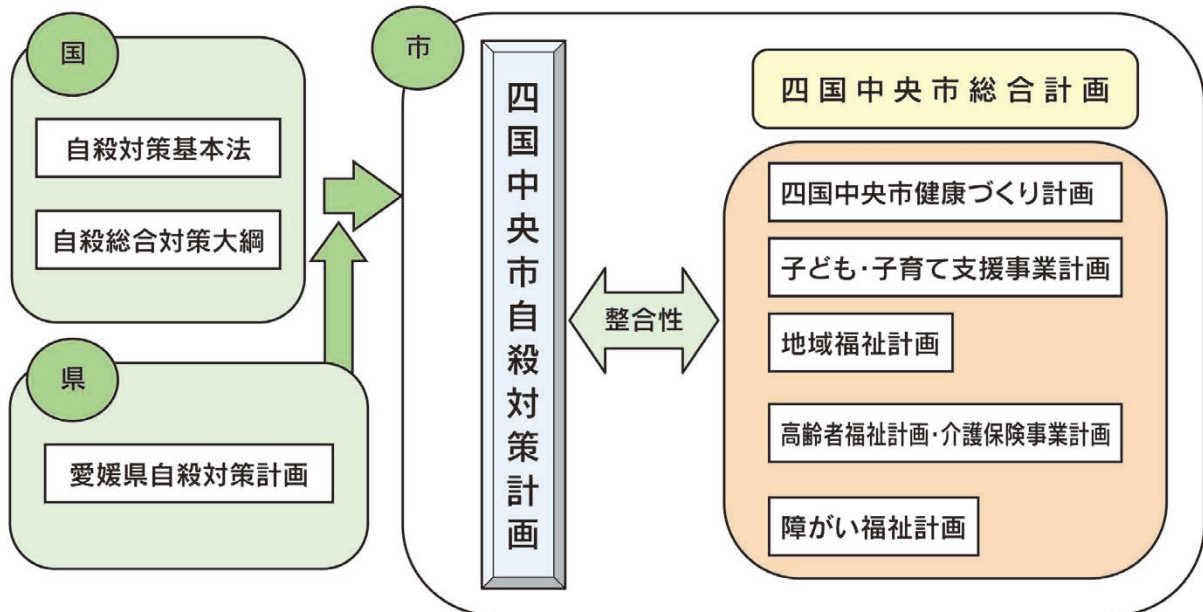 国
自殺対策基本法
自殺総合対策大綱
県
愛媛県自殺対策計画
市
四国中央市自殺対策計画
整合性
四国中央市総合計画
四国中央市健康づくり計画
子ども・子育て支援事業計画
地域福祉計画
高齢者福祉計画・介護保険事業計画
障がい福祉計画